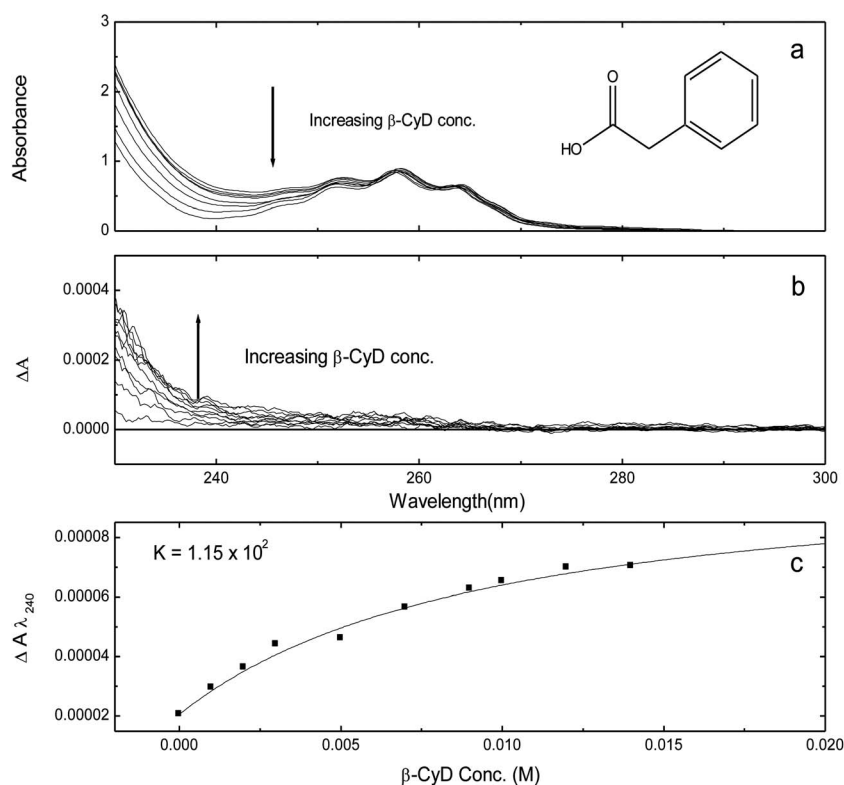 3
2
1
0
Absorbance
a
Increasing β-CyD conc.
O
HO
0.0004
0.0002
0.0000
ΔA
b
Increasing β-CyD conc.
240
260
280
300
Wavelength(nm)
0.00008
0.00006
0.00004
0.00002
Δ A λ240
K = 1.15 x 10²
c
0.000
0.005
0.010
0.015
0.020
β-CyD Conc. (M)